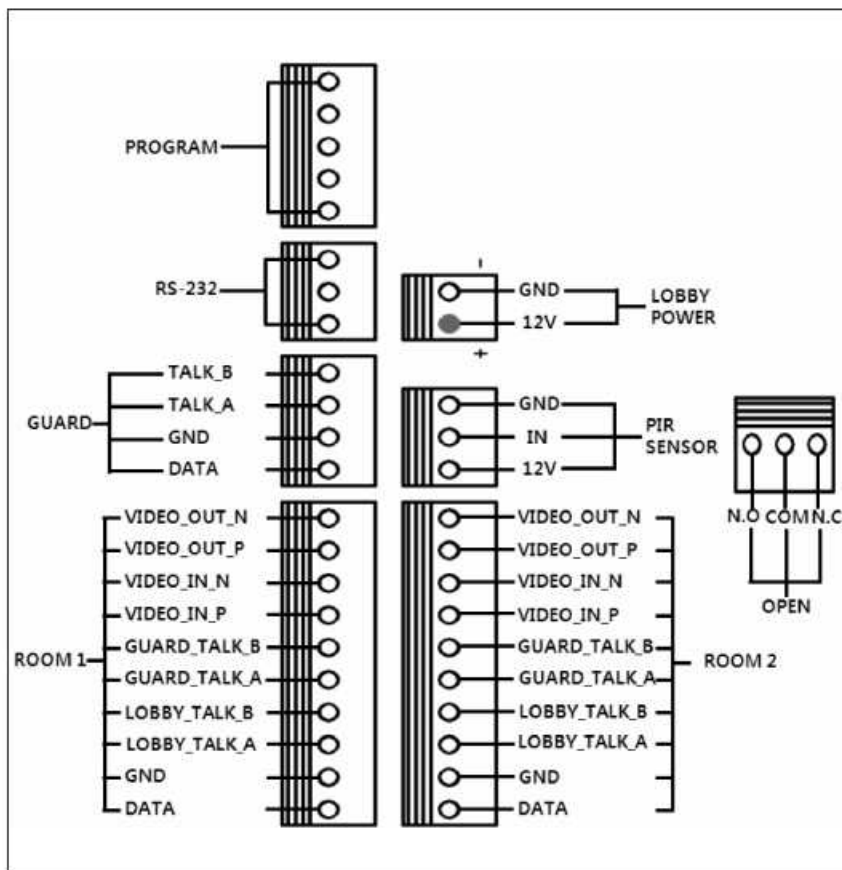 PROGRAM
RS-232
-
GND
12V
+
LOBBY
POWER
GUARD
TALK_B
TALK_A
GND
DATA
GND
IN
12V
PIR
SENSOR
N.O COM N.C
OPEN
ROOM 1
VIDEO_OUT_N
VIDEO_OUT_P
VIDEO_IN_N
VIDEO_IN_P
GUARD_TALK_B
GUARD_TALK_A
LOBBY_TALK_B
LOBBY_TALK_A
GND
DATA
VIDEO_OUT_N
VIDEO_OUT_P
VIDEO_IN_N
VIDEO_IN_P
GUARD_TALK_B
GUARD_TALK_A
LOBBY_TALK_B
LOBBY_TALK_A
GND
DATA
ROOM 2